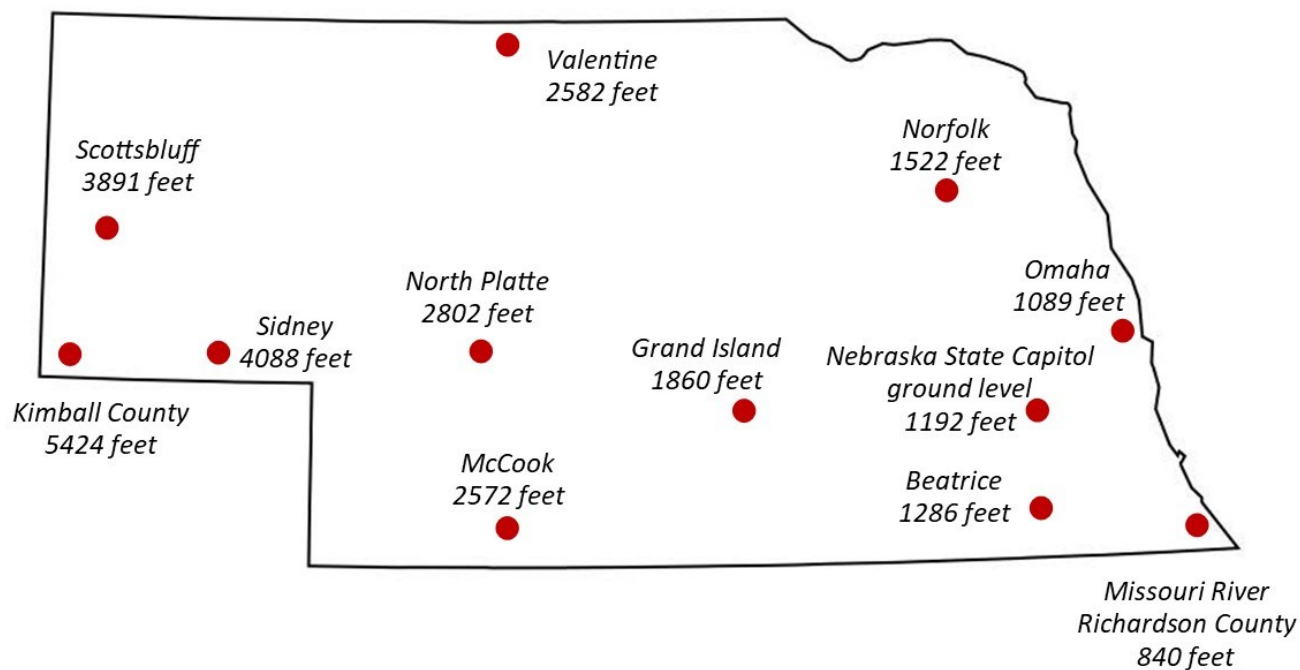 Valentine
2582 feet
Scottsbluff
3891 feet
Norfolk
1522 feet
North Platte
2802 feet
Omaha
1089 feet
Sidney
4088 feet
Grand Island
1860 feet
Nebraska State Capitol
ground level
1192 feet
Kimball County
5424 feet
McCook
2572 feet
Beatrice
1286 feet
Missouri River
Richardson County
840 feet